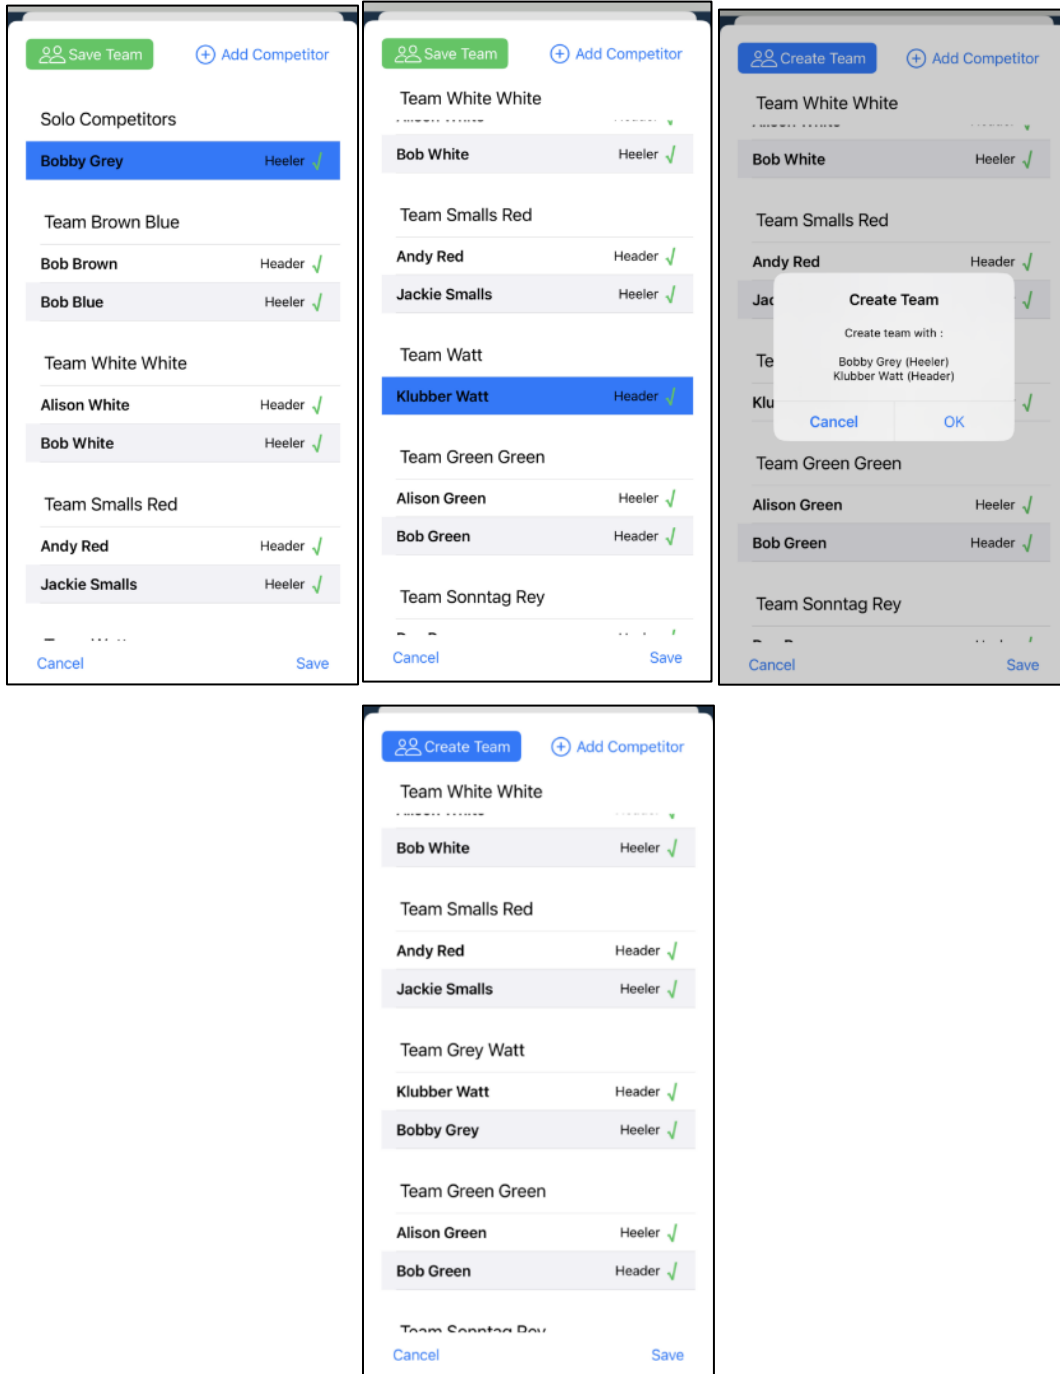 Save Team Add Competitor
Solo Competitors
Bobby Grey Heeler
Team Brown Blue
Bob Brown Header
Bob Blue Heeler
Team White White
Alison White Header
Bob White Heeler
Team Smalls Red
Andy Red Header
Jackie Smalls Heeler
Cancel Save
Save Team Add Competitor
Team White White
Bob White Heeler
Team Smalls Red
Andy Red Header
Jackie Smalls Heeler
Team Watt
Klubber Watt Header
Team Green Green
Alison Green Heeler
Bob Green Header
Team Sonntag Rey
Cancel Save
Create Team Add Competitor
Team White White
Bob White Heeler
Team Smalls Red
Andy Red Header
Jac
Create Team
Create team with :
Te
Bobby Grey (Heeler)
Klubber Watt (Header)
Klu
Cancel OK
Team Green Green
Alison Green Heeler
Bob Green Header
Team Sonntag Rey
Cancel Save
Create Team Add Competitor
Team White White
Bob White Heeler
Team Smalls Red
Andy Red Header
Jackie Smalls Heeler
Team Grey Watt
Klubber Watt Header
Bobby Grey Heeler
Team Green Green
Alison Green Heeler
Bob Green Header
Team Sonntag Rey
Cancel Save